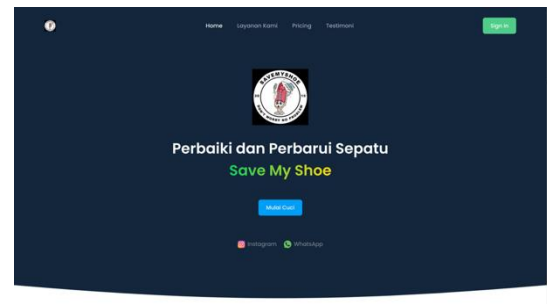 Home Layanan Kami Pricing Testimoni
Sign In
SAVEMYSHOE
Perbaiki dan Perbarui Sepatu
Save My Shoe
Mulai Cuci
Instagram WhatsApp